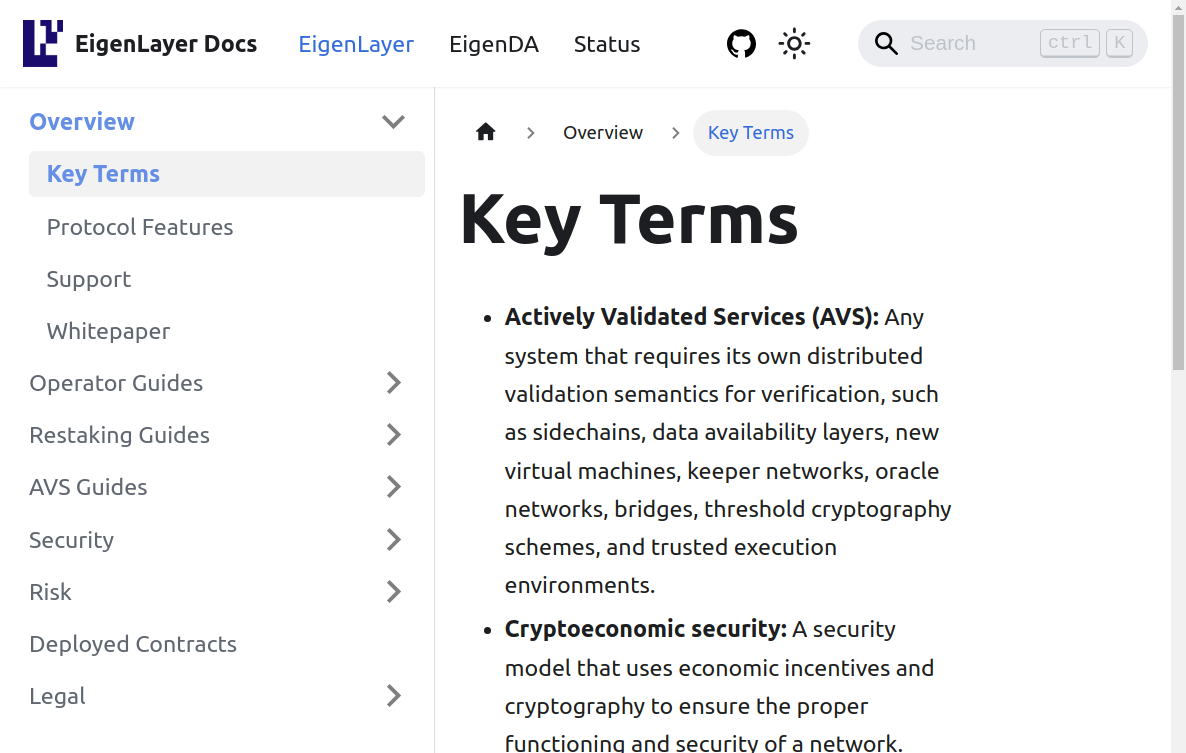 EigenLayer Docs EigenLayer EigenDA Status Search ctrl K
Overview
Key Terms
Protocol Features
Support
Whitepaper
Operator Guides
Restaking Guides
AVS Guides
Security
Risk
Deployed Contracts
Legal
Overview Key Terms
Key Terms
Actively Validated Services (AVS): Any
system that requires its own distributed
validation semantics for verification, such
as sidechains, data availability layers, new
virtual machines, keeper networks, oracle
networks, bridges, threshold cryptography
schemes, and trusted execution
environments.
Cryptoeconomic security: A security
model that uses economic incentives and
cryptography to ensure the proper
functioning and security of a network.